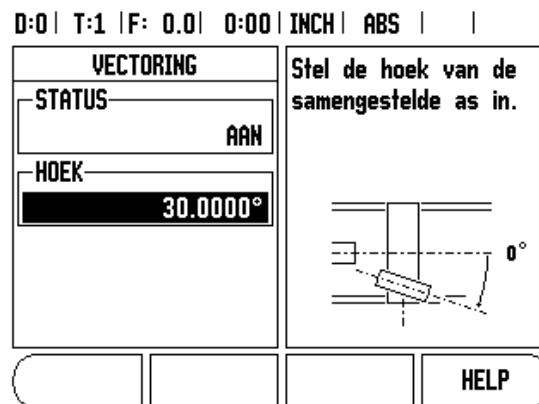 D:0 | T:1 | F: 0.0 | 0:00 | INCH | ABS | |
VECTORING
STATUS
AAN
HOEK
30.0000°
Stel de hoek van de
samengestelde as in.
0°
HELP